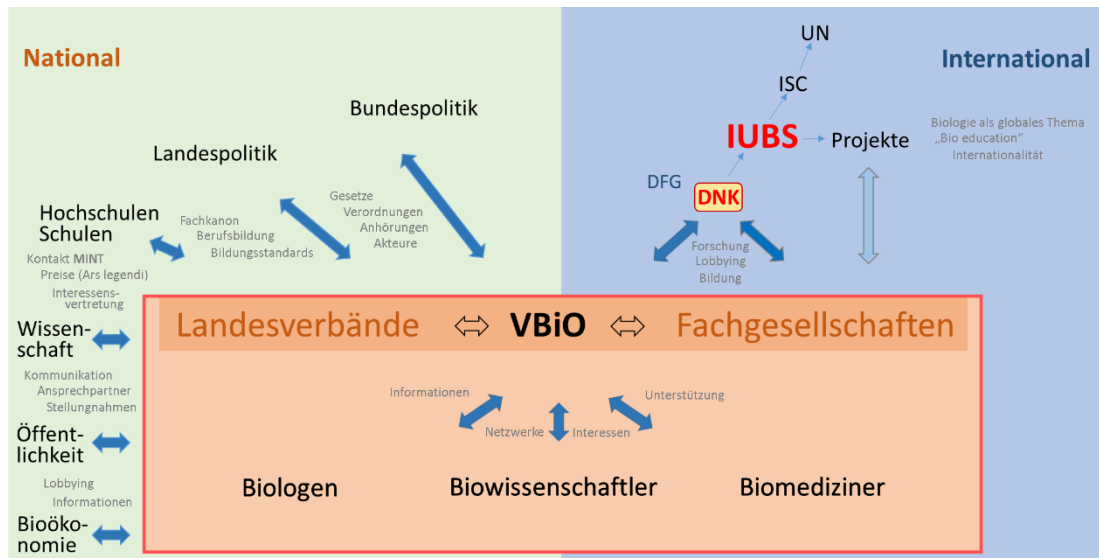 National
International
UN
ISC
Bundespolitik
IUBS
Projekte
Biologie als globales Thema
„Bio education"
Internationalität
Landespolitik
DFG
DNK
Hochschulen
Schulen
Fachkanon
Berufsbildung
Bildungsstandards
Gesetze
Verordnungen
Anhörungen
Akteure
Forschung
Lobbying
Bildung
Kontakt MINT
Preise (Ars legendi)
Interessens-
vertretung
Landesverbände
VBiO
Fachgesellschaften
Wissen-
schaft
Kommunikation
Ansprechpartner
Stellungnahmen
Informationen
Netzwerke
Interessen
Unterstützung
Öffent-
lichkeit
Lobbying
Informationen
Biologen
Biowissenschaftler
Biomediziner
Bioöko-
nomie